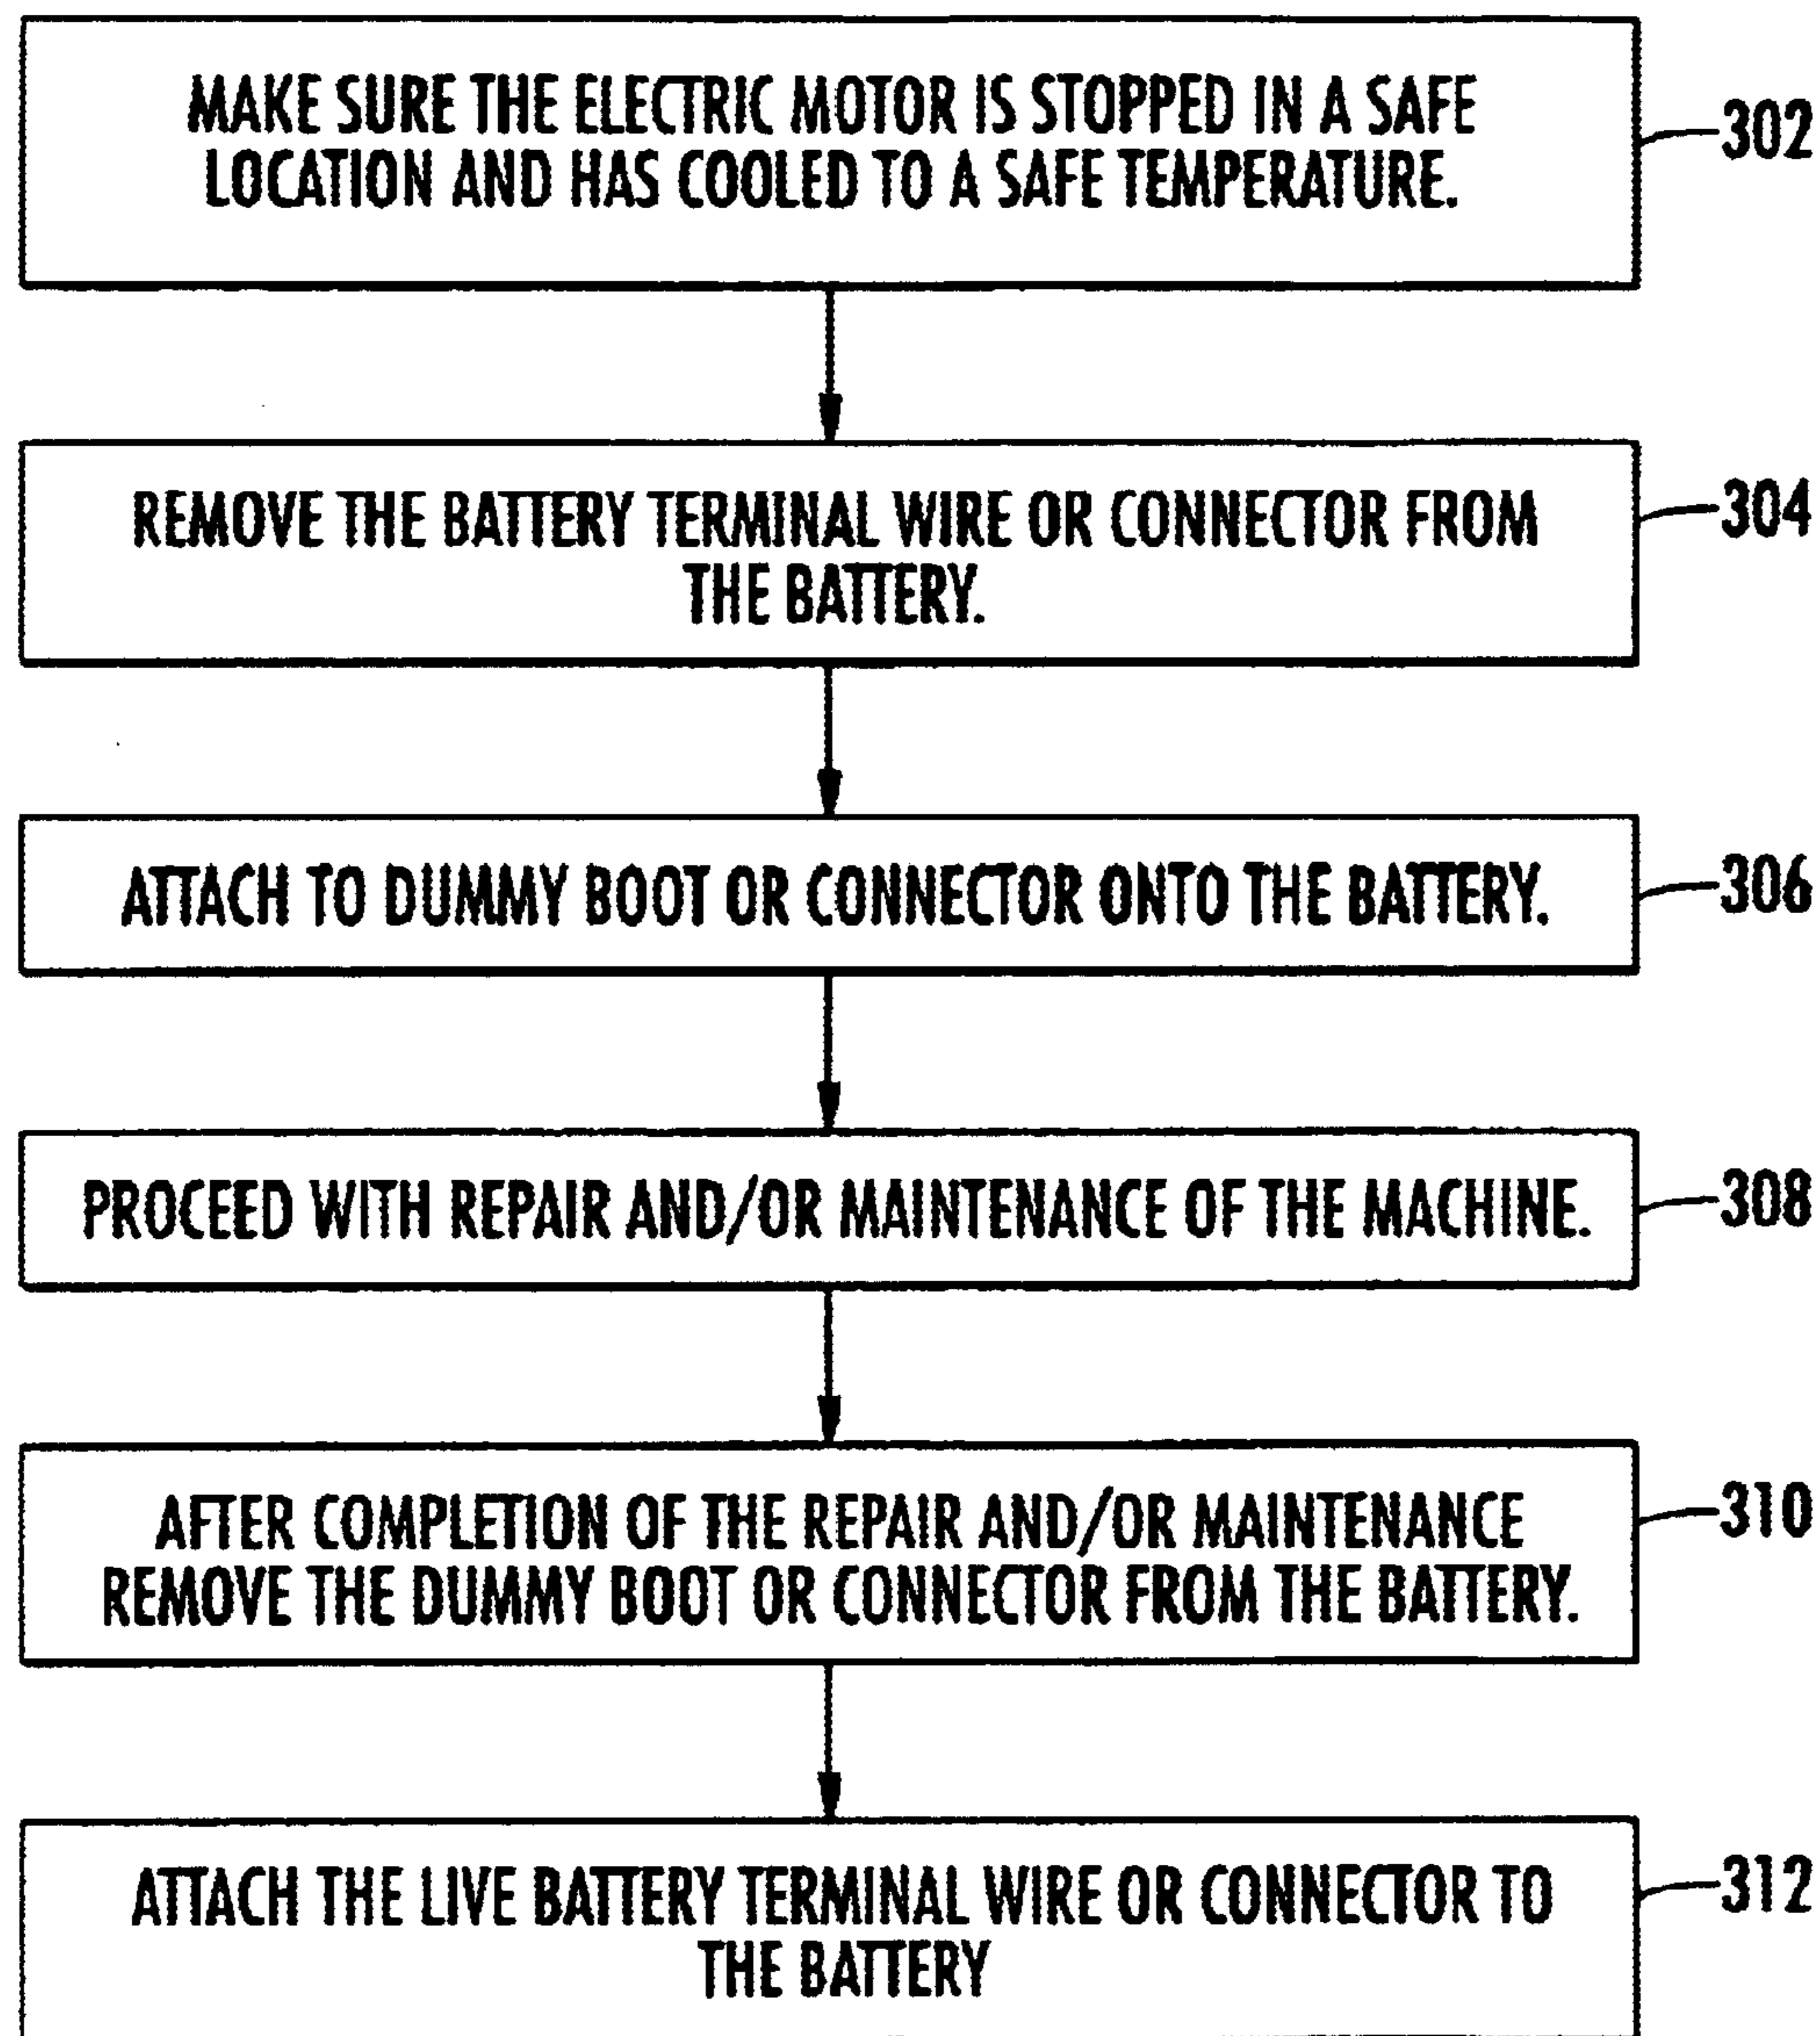 MAKE SURE THE ELECTRIC MOTOR IS STOPPED IN A SAFE
LOCATION AND HAS COOLED TO A SAFE TEMPERATURE.
302
REMOVE THE BATTERY TERMINAL WIRE OR CONNECTOR FROM
THE BATTERY.
304
ATTACH TO DUMMY BOOT OR CONNECTOR ONTO THE BATTERY.
306
PROCEED WITH REPAIR AND/OR MAINTENANCE OF THE MACHINE.
308
AFTER COMPLETION OF THE REPAIR AND/OR MAINTENANCE
REMOVE THE DUMMY BOOT OR CONNECTOR FROM THE BATTERY.
310
ATTACH THE LIVE BATTERY TERMINAL WIRE OR CONNECTOR TO
THE BATTERY
312